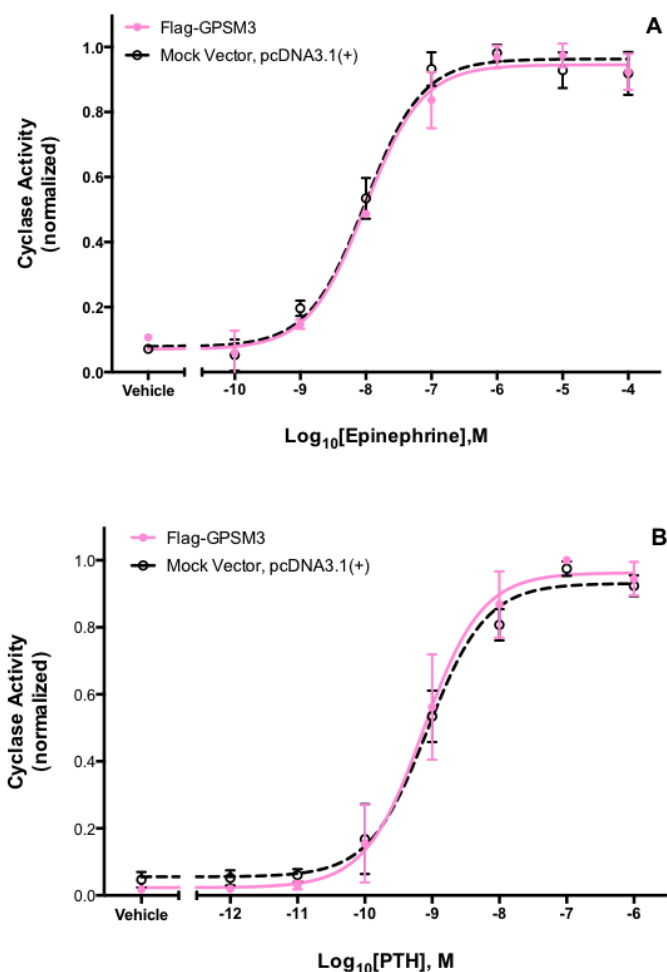 Flag-GPSM3
A
Mock Vector, pcDNA3.1(+)
1.0
0.8
0.6
0.4
0.2
0.0
Cyclase Activity
(normalized)
Vehicle -10 -9 -8 -7 -6 -5 -4
Log10[Epinephrine],M
Flag-GPSM3
B
Mock Vector, pcDNA3.1(+)
1.0
0.8
0.6
0.4
0.2
0.0
Cyclase Activity
(normalized)
Vehicle -12 -11 -10 -9 -8 -7 -6
Log10[PTH], M